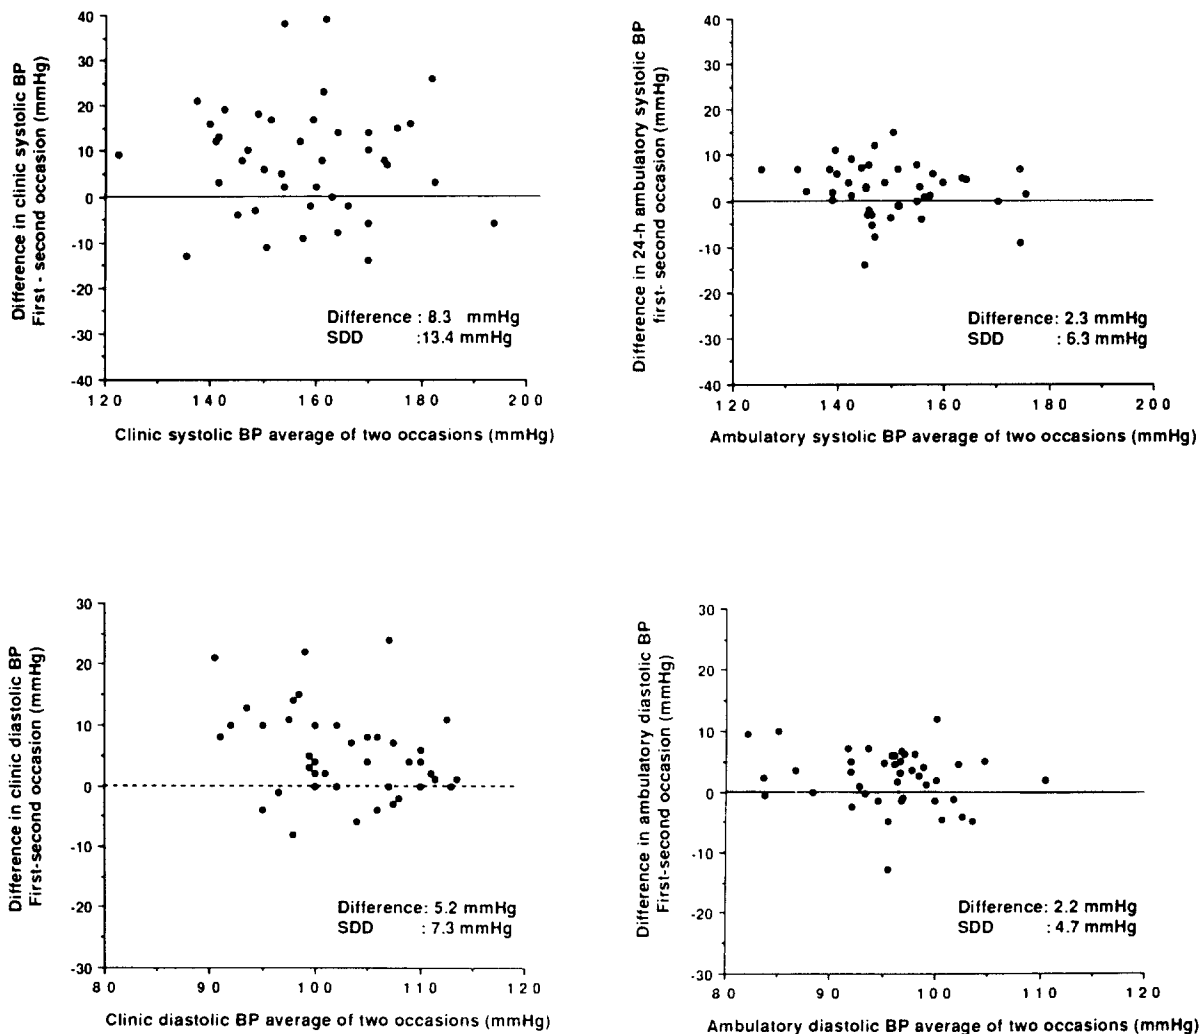 Difference in clinic systolic BP
First - second occasion (mmHg)
40
30
20
10
0
-10
-20
-30
-40
Difference : 8.3 mmHg
SDD :13.4 mmHg
120 140 160 180 200
Clinic systolic BP average of two occasions (mmHg)
Difference in 24-h ambulatory systolic BP
first- second occasion (mmHg)
40
30
20
10
0
-10
-20
-30
-40
Difference: 2.3 mmHg
SDD : 6.3 mmHg
120 140 160 180 200
Ambulatory systolic BP average of two occasions (mmHg)
Difference in clinic diastolic BP
First-second occasion (mmHg)
30
20
10
0
-10
-20
-30
Difference: 5.2 mmHg
SDD : 7.3 mmHg
80 90 100 110 120
Clinic diastolic BP average of two occasions (mmHg)
Difference in ambulatory diastolic BP
First-second occasion (mmHg)
30
20
10
0
-10
-20
-30
Difference: 2.2 mmHg
SDD : 4.7 mmHg
80 90 100 110 120
Ambulatory diastolic BP average of two occasions (mmHg)